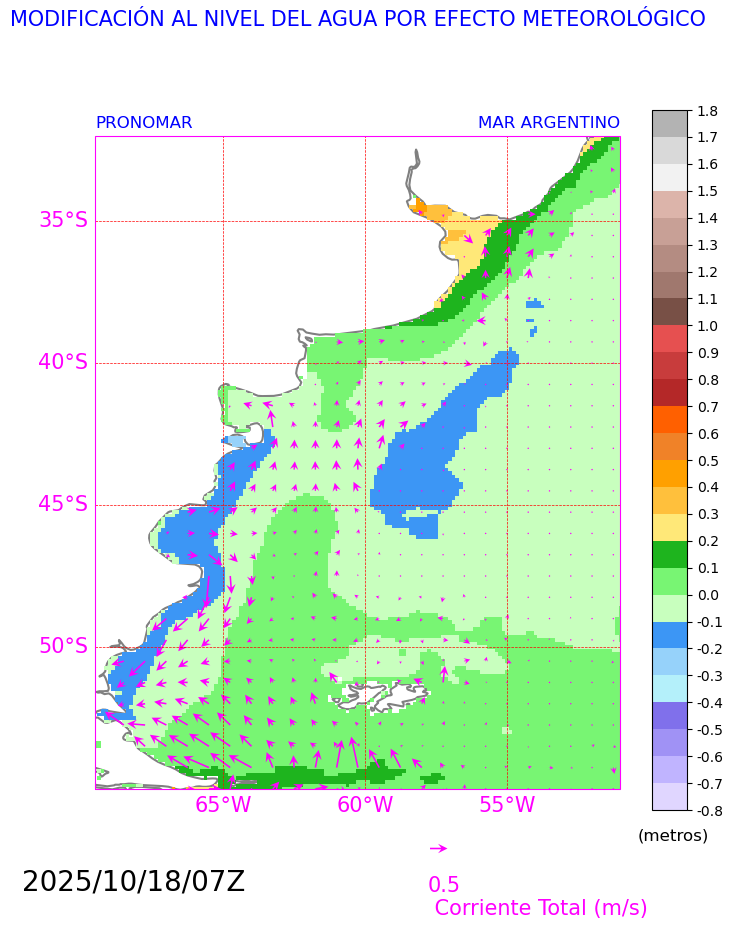 MODIFICACIÓN AL NIVEL DEL AGUA POR EFECTO METEOROLÓGICO
PRONOMAR MAR ARGENTINO
35°S
40°S
45°S
50°S
65°W 60°W 55°W
1.8
1.7
1.6
1.5
1.4
1.3
1.2
1.1
1.0
0.9
0.8
0.7
0.6
0.5
0.4
0.3
0.2
0.1
0.0
-0.1
-0.2
-0.3
-0.4
-0.5
-0.6
-0.7
-0.8
(metros)
2025/10/18/07Z
0.5
Corriente Total (m/s)